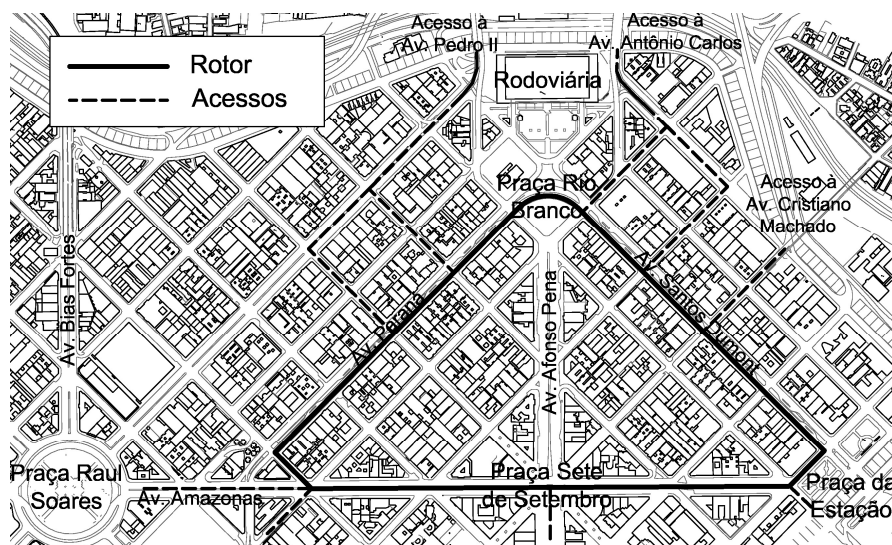 Acesso à
Av. Pedro II
Acesso à
Av. Antônio Carlos
Rotor
Acessos
Rodoviária
Praça Rio
Branco
Acesso à
Av. Cristiano
Machado
Av. Bias Fortes
Av. Paraná
Av. Afonso Pena
Av. Santos Dumont
Praça Raul
Soares
Av. Amazonas
Praça Sete
de Setembro
Praça da
Estação